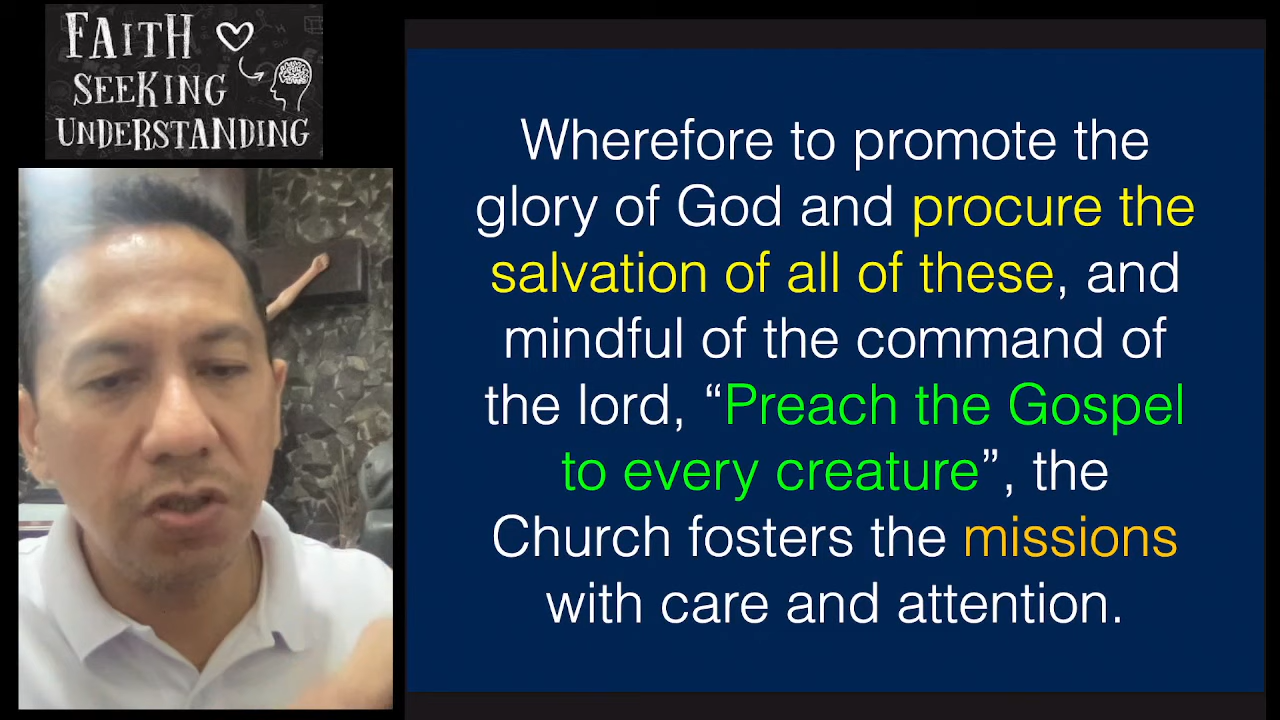 FAITH
SEEKING
UNDERSTANDING
Wherefore to promote the
glory of God and procure the
salvation of all of these, and
mindful of the command of
the lord, “Preach the Gospel
to every creature”, the
Church fosters the missions
with care and attention.